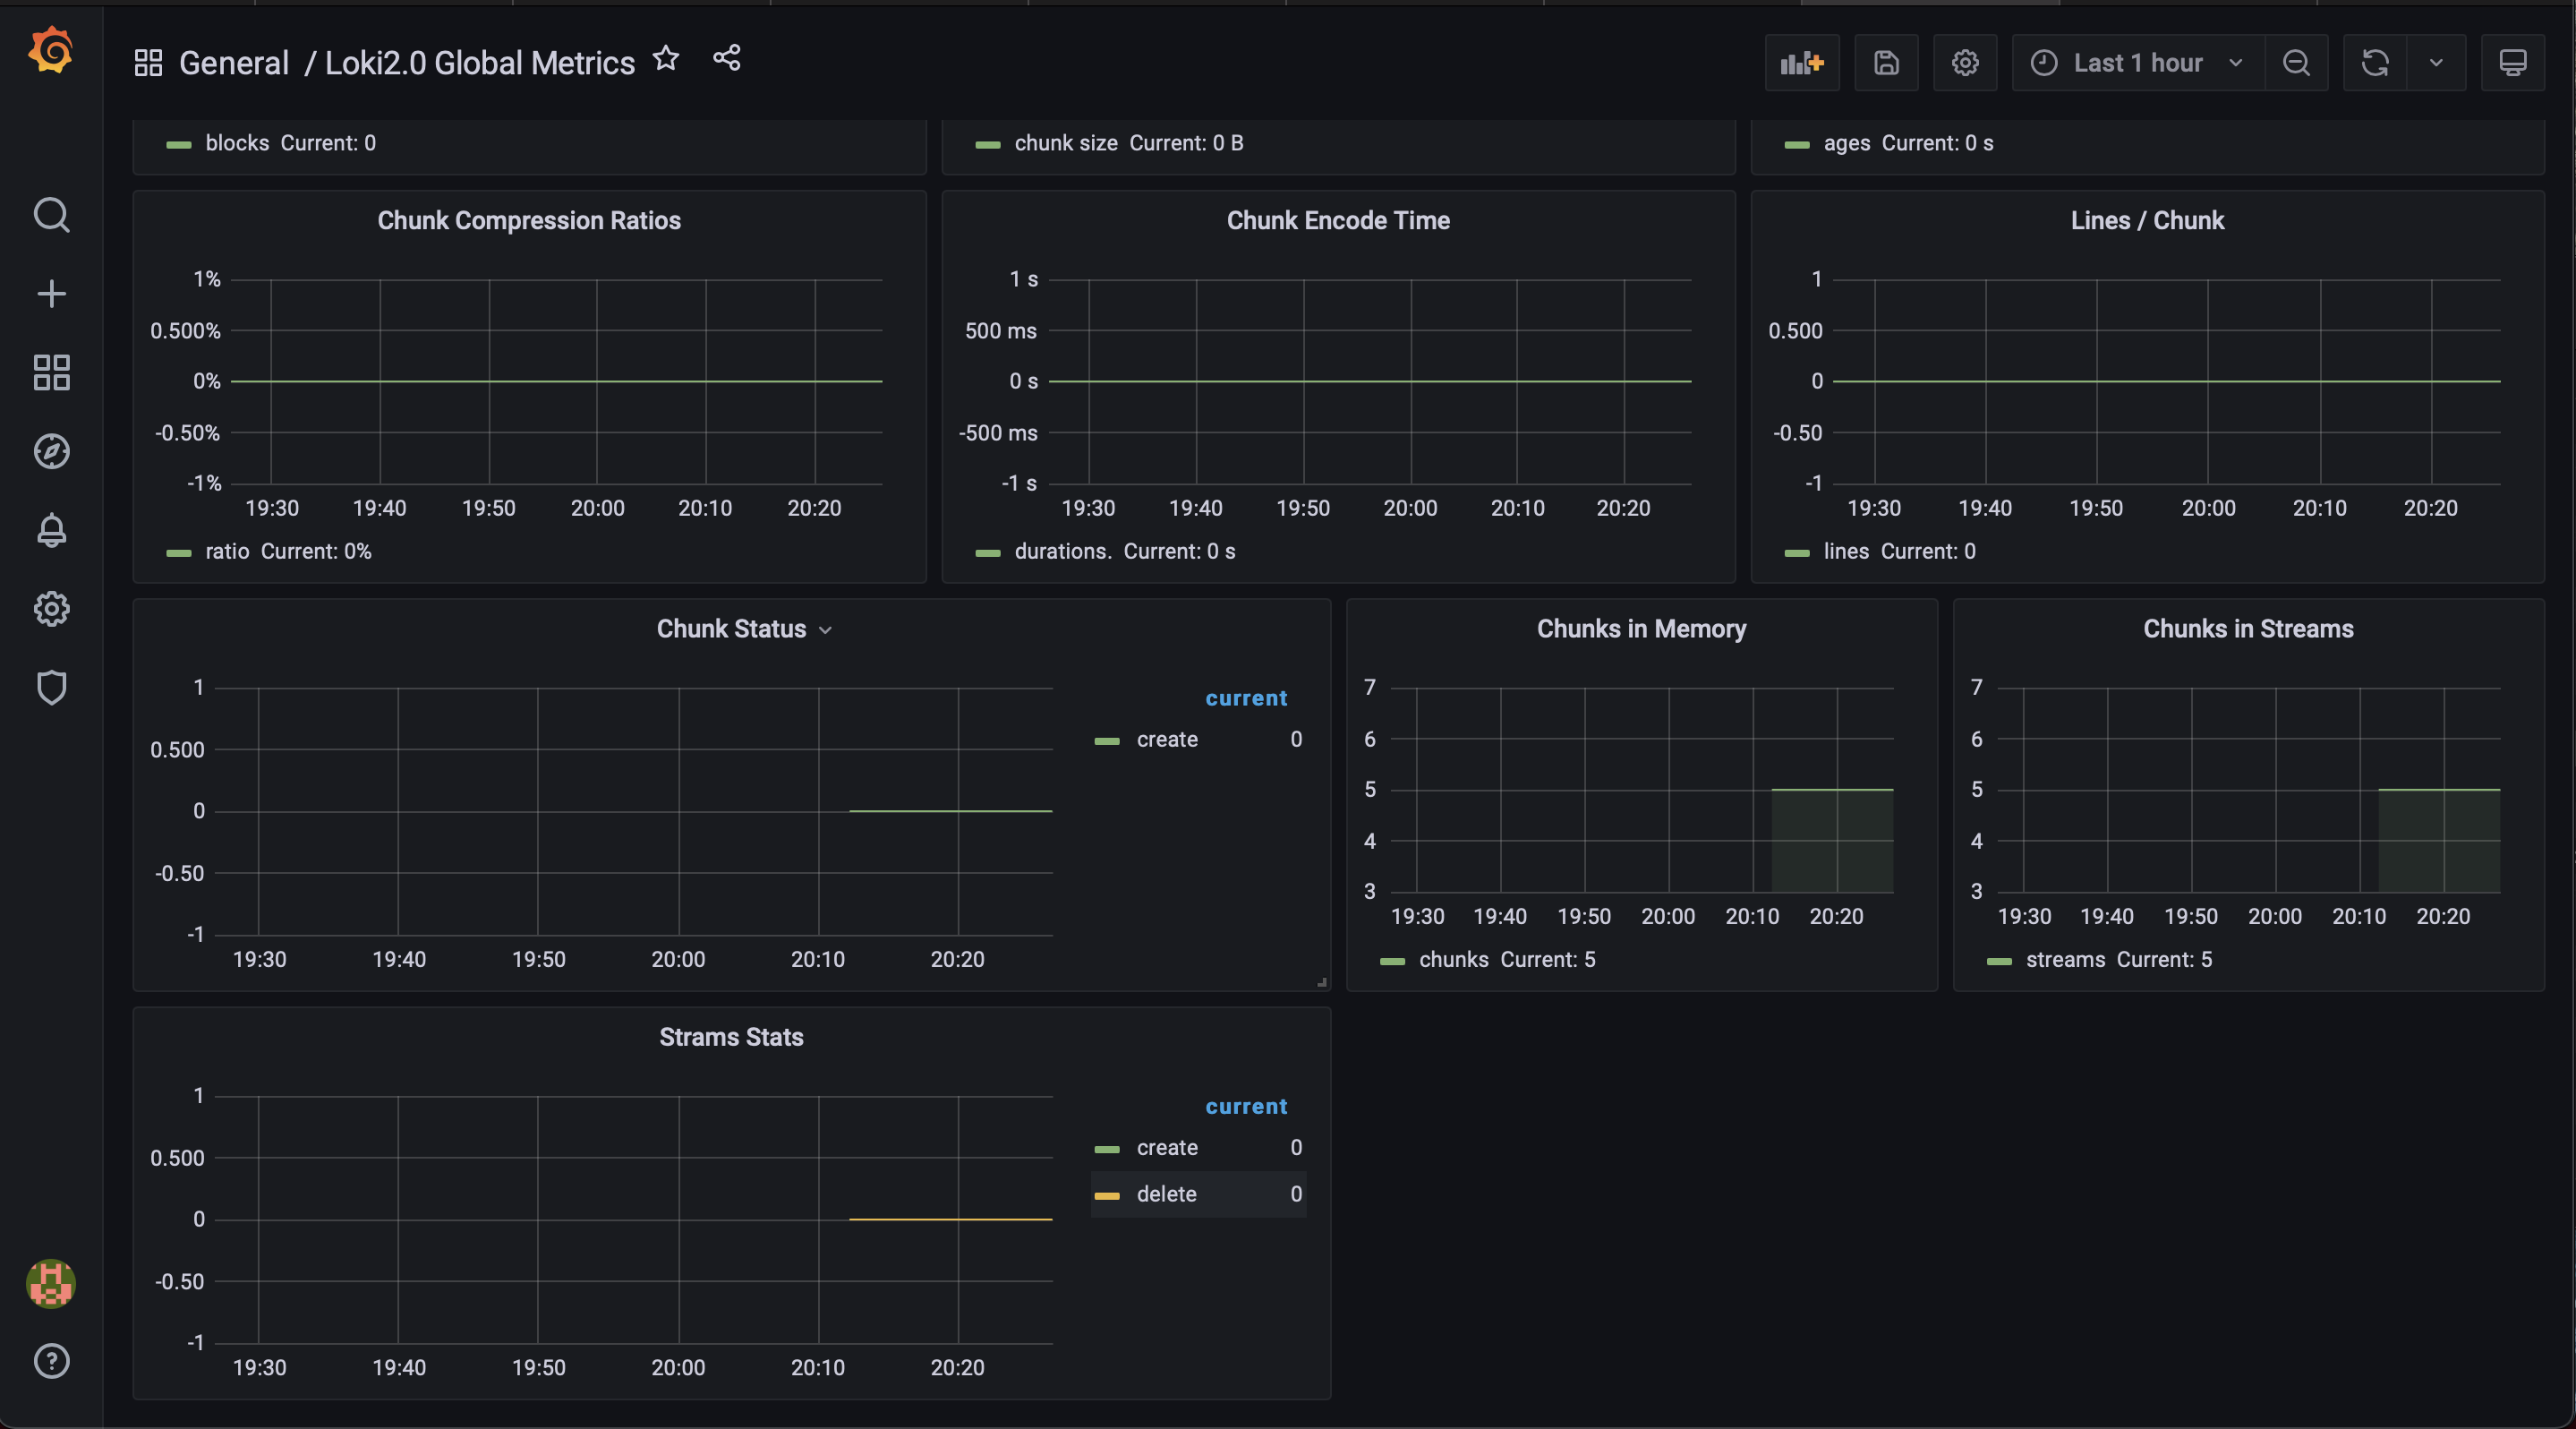 General / Loki2.0 Global Metrics
Last 1 hour
blocks Current: 0
chunk size Current: 0 B
ages Current: 0 s
Chunk Compression Ratios
1%
0.500%
0%
-0.50%
-1%
19:30 19:40 19:50 20:00 20:10 20:20
ratio Current: 0%
Chunk Encode Time
1 s
500 ms
0 s
-500 ms
-1 s
19:30 19:40 19:50 20:00 20:10 20:20
durations. Current: 0 s
Lines / Chunk
1
0.500
0
-0.50
-1
19:30 19:40 19:50 20:00 20:10 20:20
lines Current: 0
Chunk Status
1
0.500
0
-0.50
-1
19:30 19:40 19:50 20:00 20:10 20:20
current
create 0
Chunks in Memory
7
6
5
4
3
19:30 19:40 19:50 20:00 20:10 20:20
chunks Current: 5
Chunks in Streams
7
6
5
4
3
19:30 19:40 19:50 20:00 20:10 20:20
streams Current: 5
Strams Stats
1
0.500
0
-0.50
-1
19:30 19:40 19:50 20:00 20:10 20:20
current
create 0
delete 0